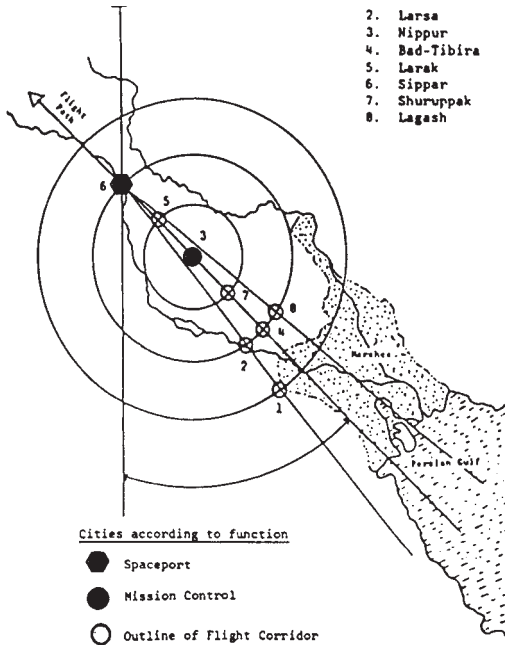 2. Larsa
3. Nippur
4. Bad-Tibira
5. Larak
6. Sippar
7. Shuruppak
8. Lagash
Flight
Path
6
5
3
7
8
4
2
1
Marshes
Persian Gulf
Cities according to function
Spaceport
Mission Control
Outline of Flight Corridor